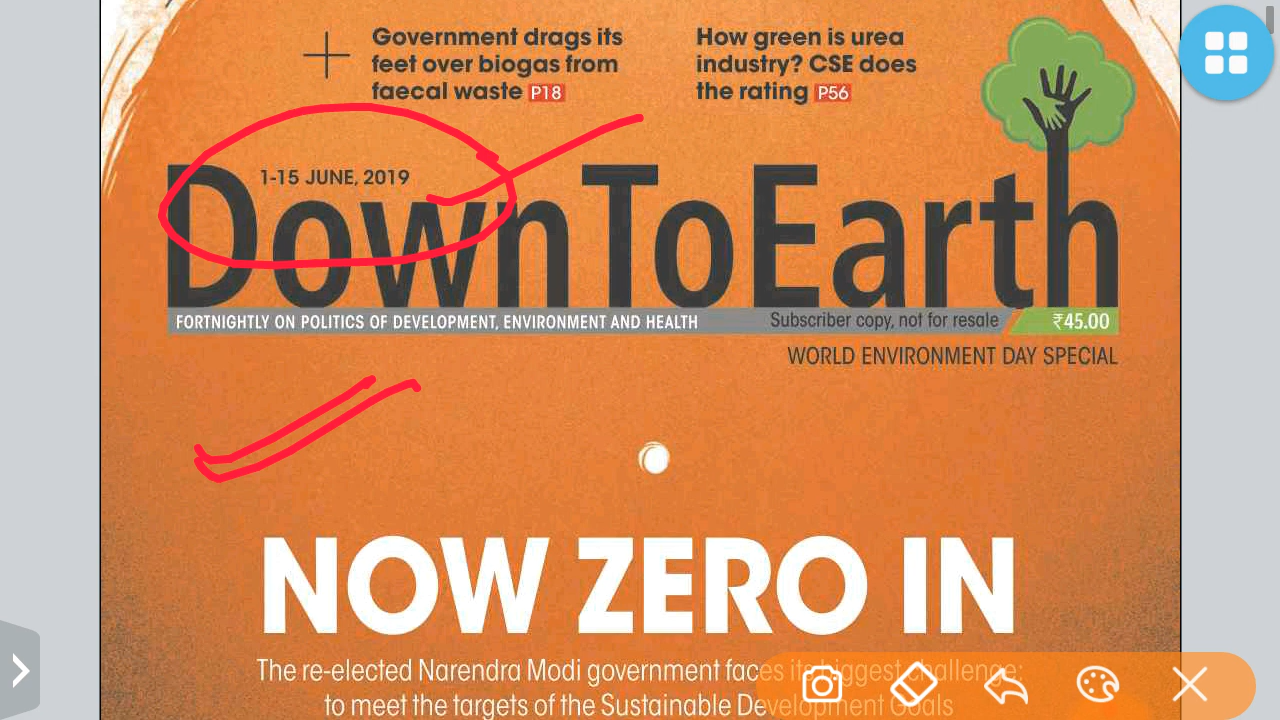 Government drags its
feet over biogas from
faecal waste P18
How green is urea
industry? CSE does
the rating P56
1-15 JUNE, 2019
DownToEarth
FORTNIGHTLY ON POLITICS OF DEVELOPMENT, ENVIRONMENT AND HEALTH
Subscriber copy, not for resale
₹45.00
WORLD ENVIRONMENT DAY SPECIAL
NOW ZERO IN
The re-elected Narendra Modi government faces its biggest challenge:
to meet the targets of the Sustainable Development Goals